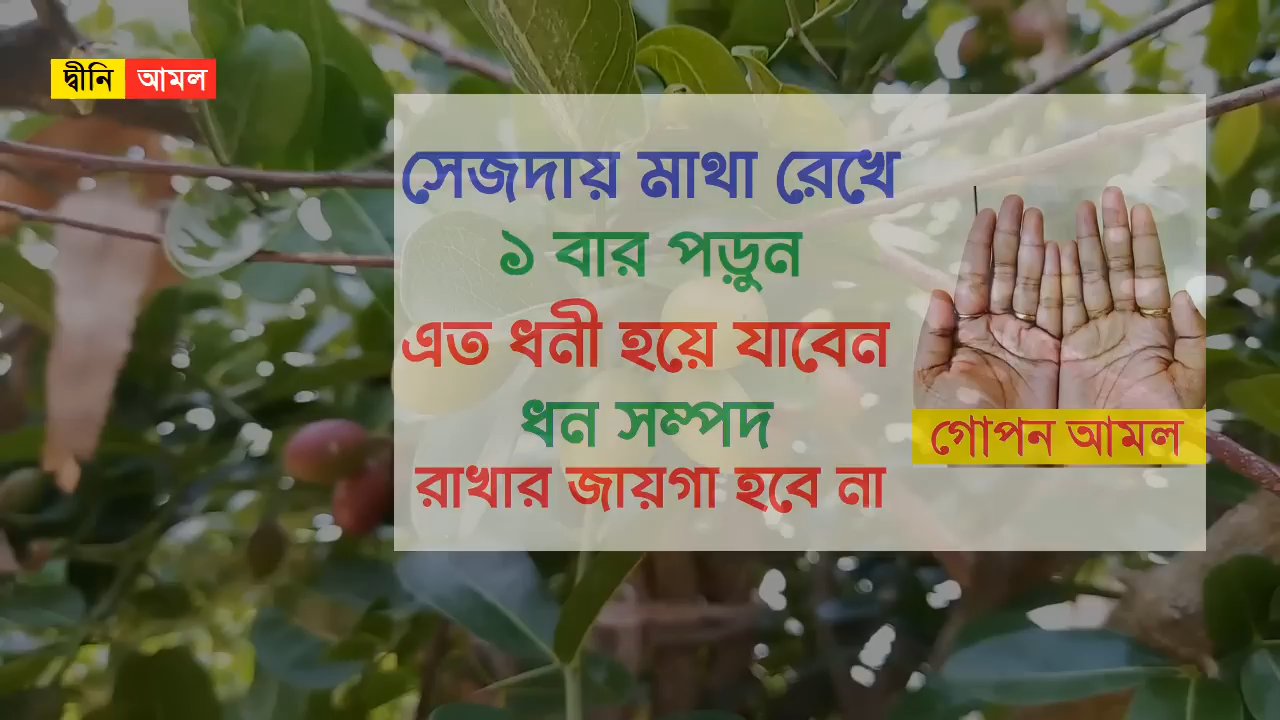 দ্বীনি আমল
সেজদায় মাথা রেখে
১ বার পড়ুন
এত ধনী হয়ে যাবেন
ধন সম্পদ
রাখার জায়গা হবে না
গোপন আমল